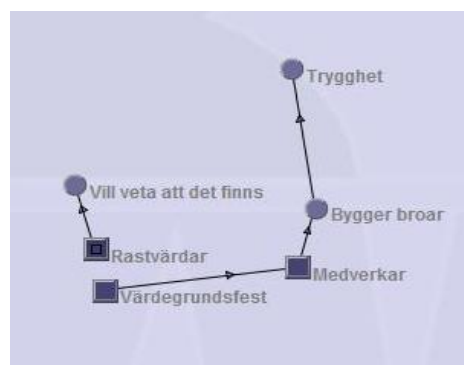 Trygghet
Vill veta att det finns
Bygger broar
Rastvärdar
Medverkar
Värdegrundsfest